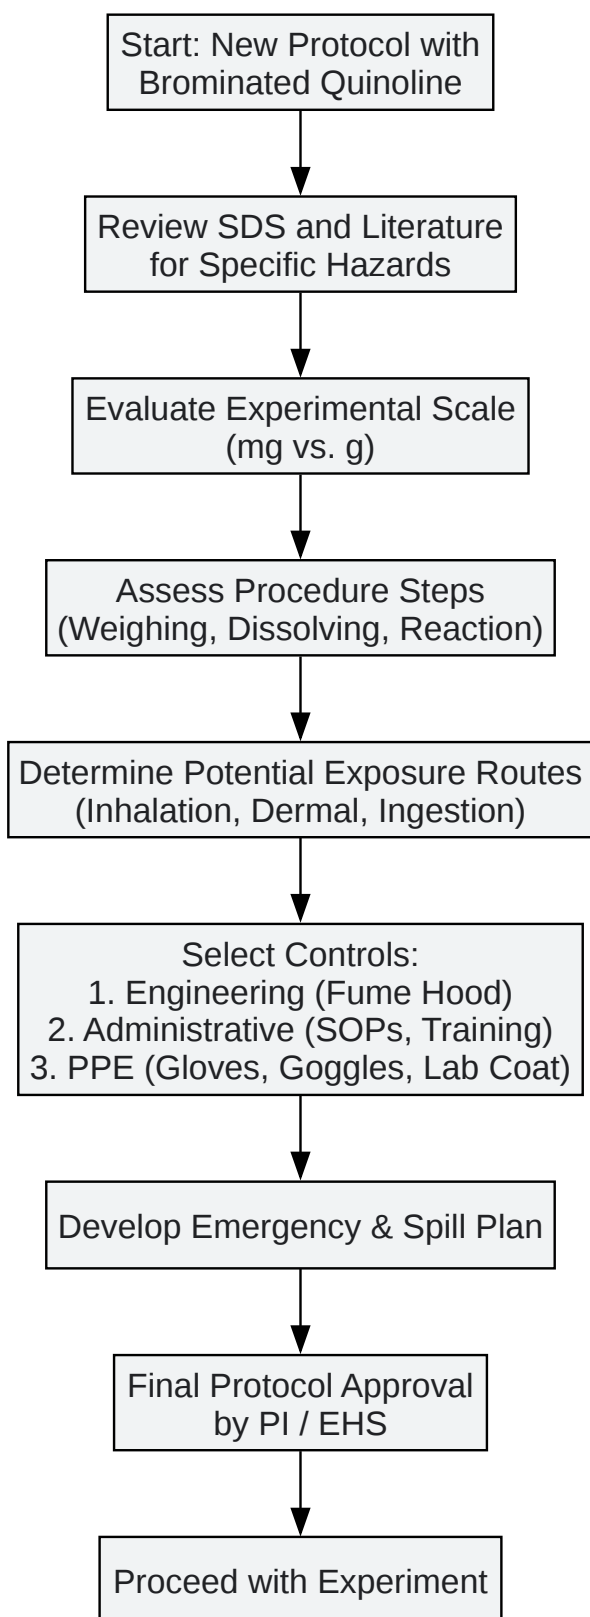 Start: New Protocol with
Brominated Quinoline
Review SDS and Literature
for Specific Hazards
Evaluate Experimental Scale
(mg vs. g)
Assess Procedure Steps
(Weighing, Dissolving, Reaction)
Determine Potential Exposure Routes
(Inhalation, Dermal, Ingestion)
Select Controls:
1. Engineering (Fume Hood)
2. Administrative (SOPs, Training)
3. PPE (Gloves, Goggles, Lab Coat)
Develop Emergency & Spill Plan
Final Protocol Approval
by PI / EHS
Proceed with Experiment